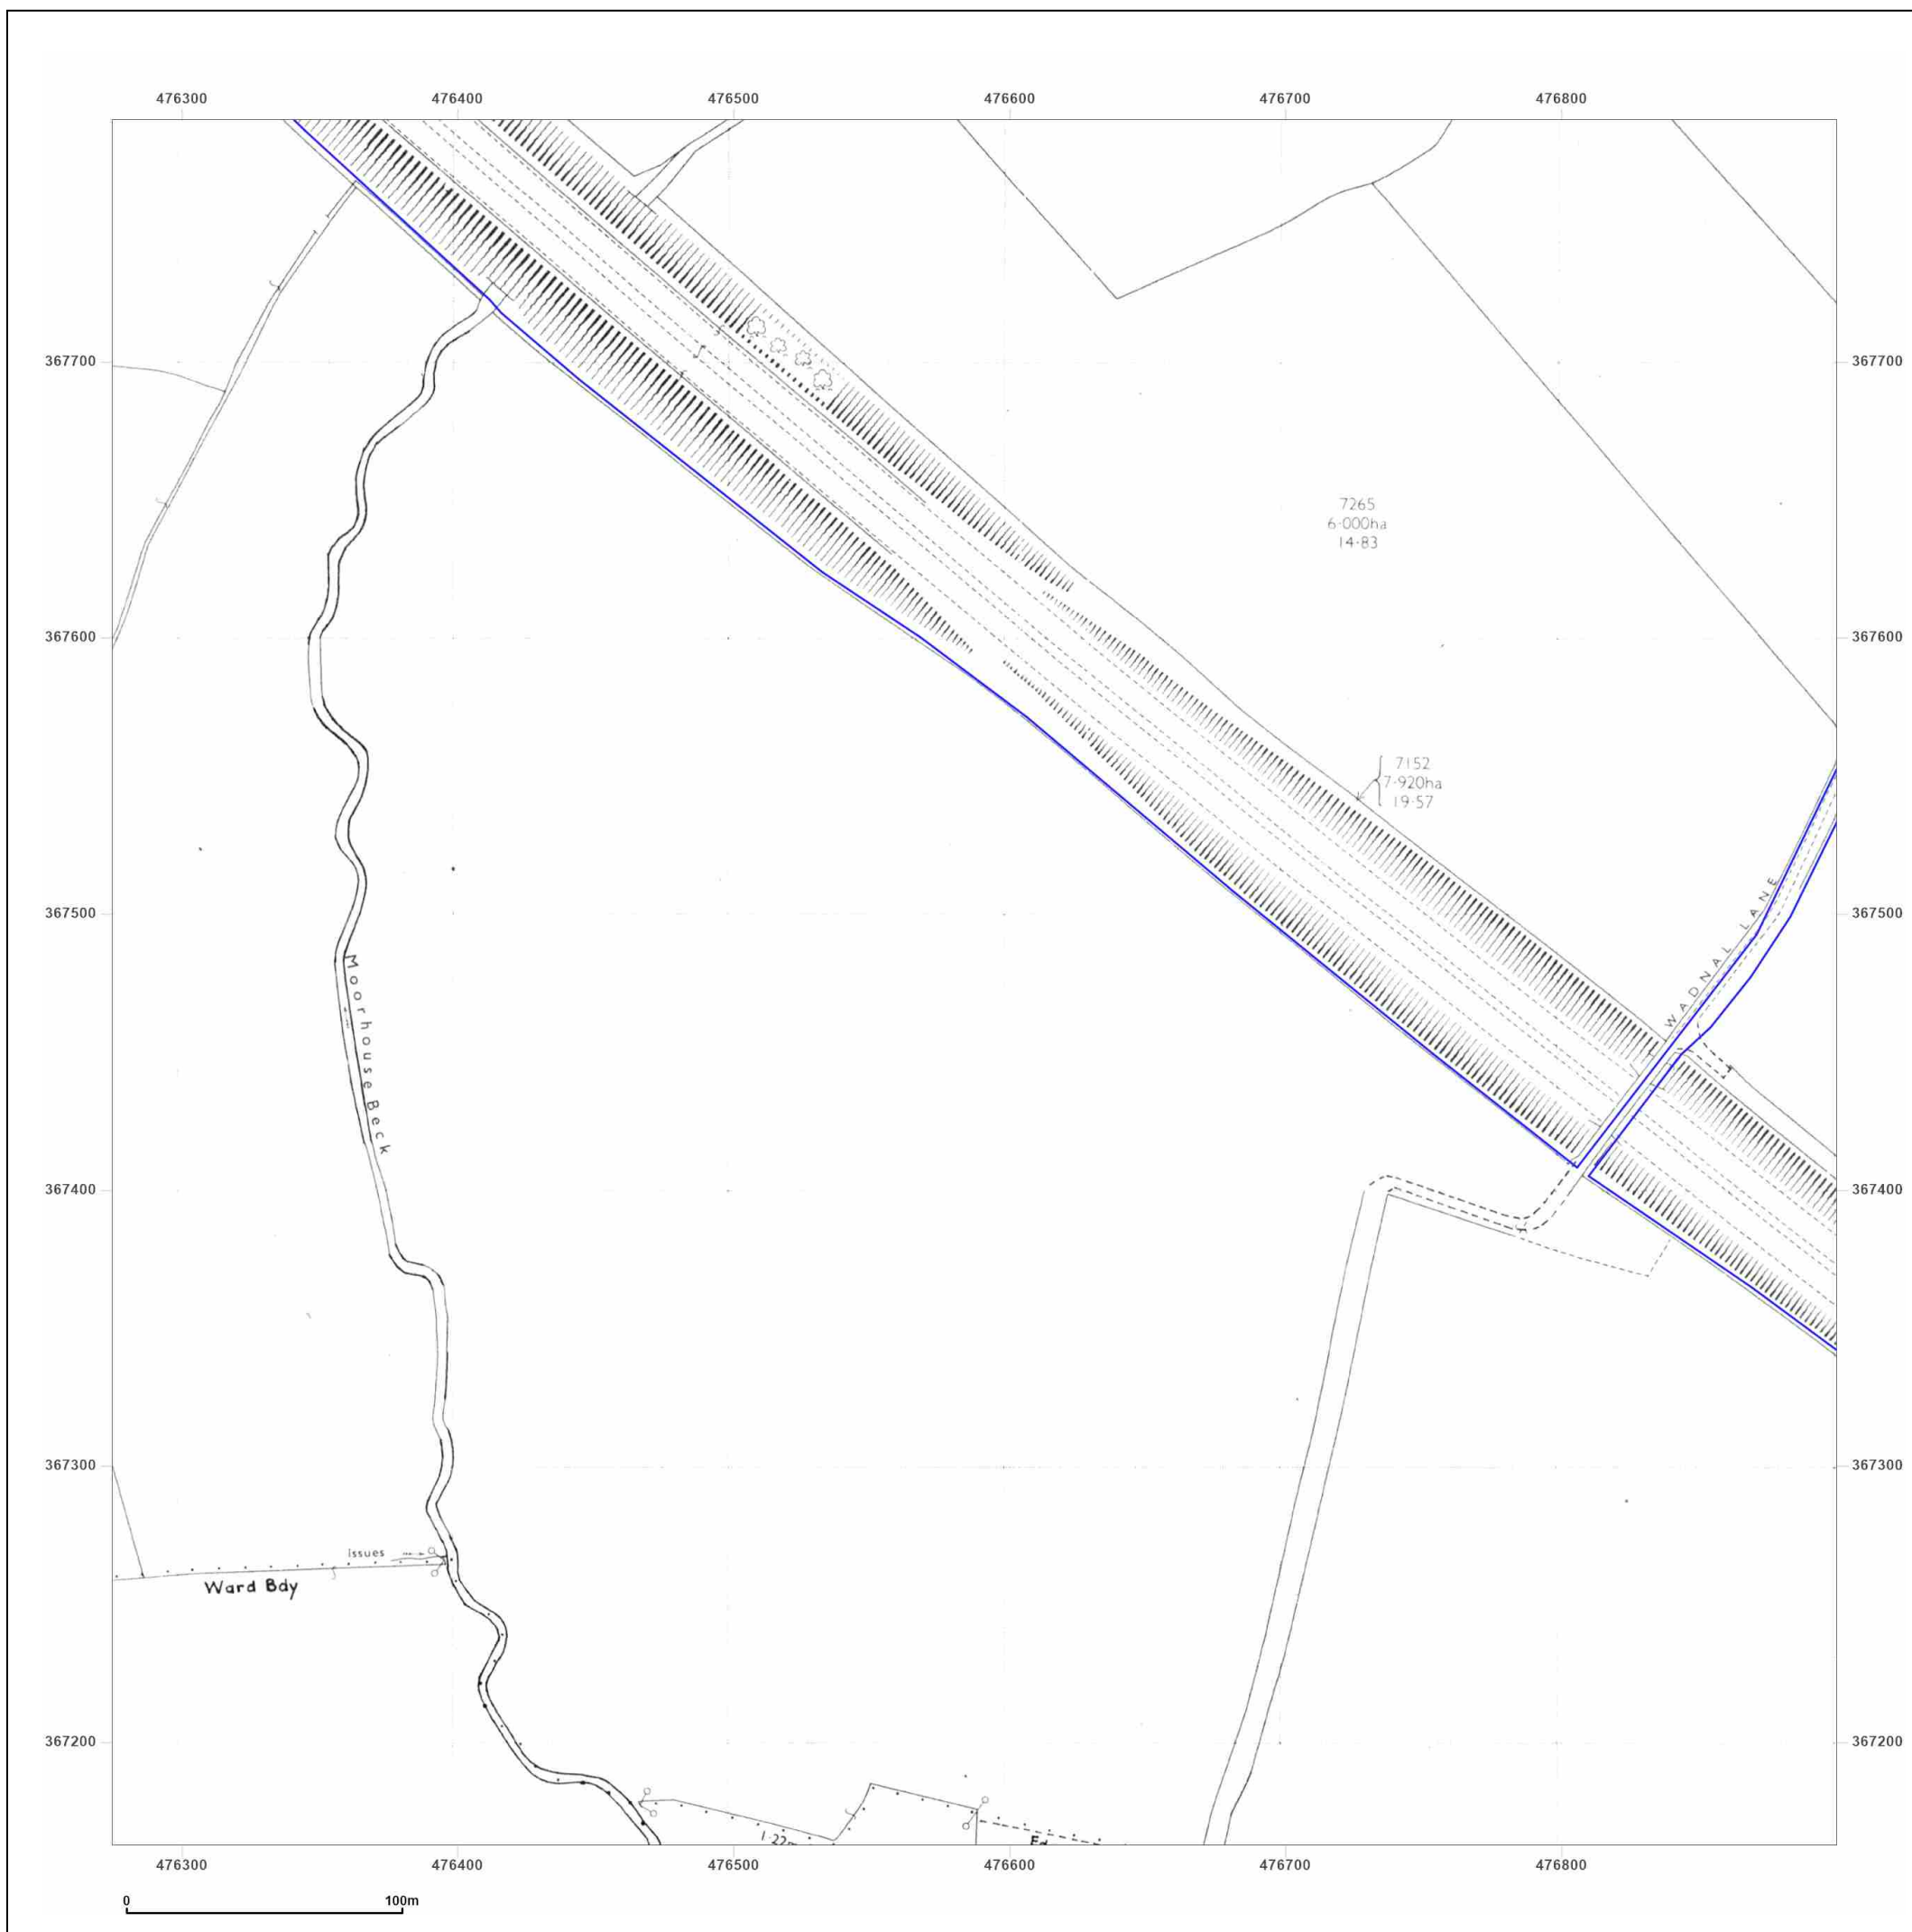 476300 476400 476500 476600 476700 476800
367700 367700
7265
6·000ha
14·83
367600 367600
7152
7·920ha
19·57
367500 367500
WADNAL LANE
Moorhouse Beck
367400 367400
367300 367300
Issues
Ward Bdy
367200 367200
476300 476400 476500 476600 476700 476800
0 100m